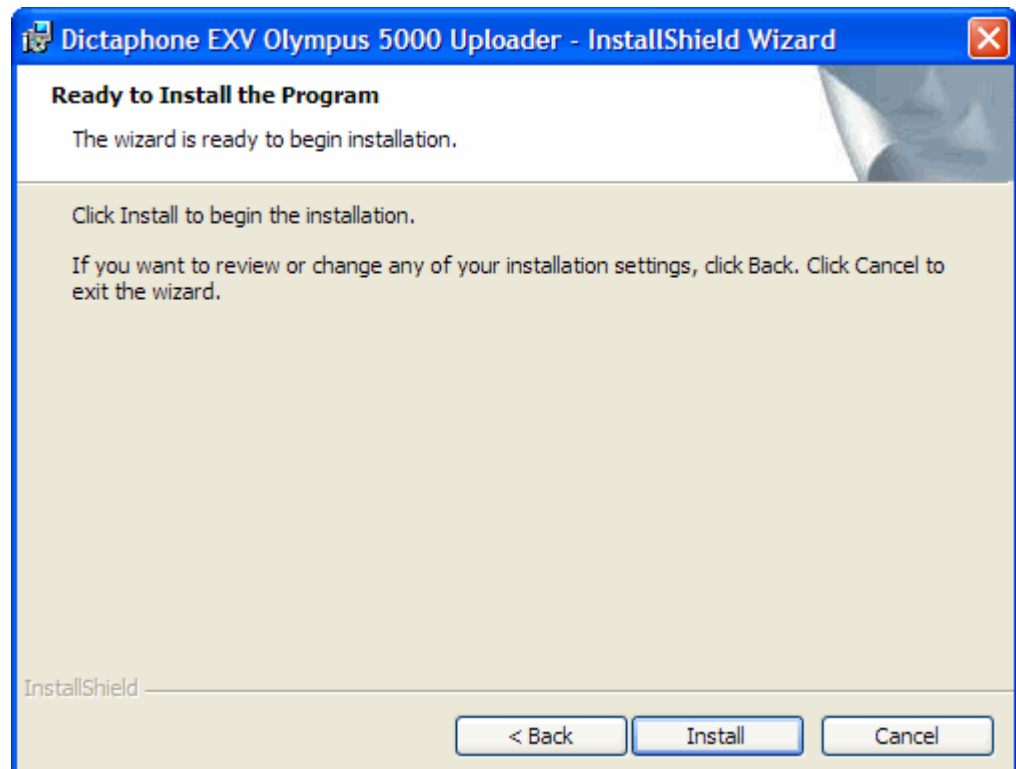 Dictaphone EXV Olympus 5000 Uploader - InstallShield Wizard
Ready to Install the Program
The wizard is ready to begin installation.
Click Install to begin the installation.
If you want to review or change any of your installation settings, click Back. Click Cancel to
exit the wizard.
InstallShield
< Back Install Cancel